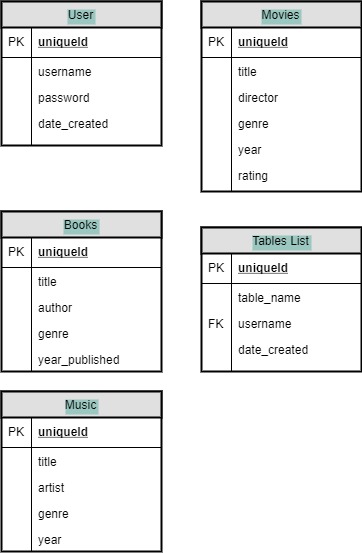 User
PK uniqueId
username
password
date_created
Movies
PK uniqueId
title
director
genre
year
rating
Books
PK uniqueId
title
author
genre
year_published
Tables List
PK uniqueId
table_name
FK username
date_created
Music
PK uniqueId
title
artist
genre
year